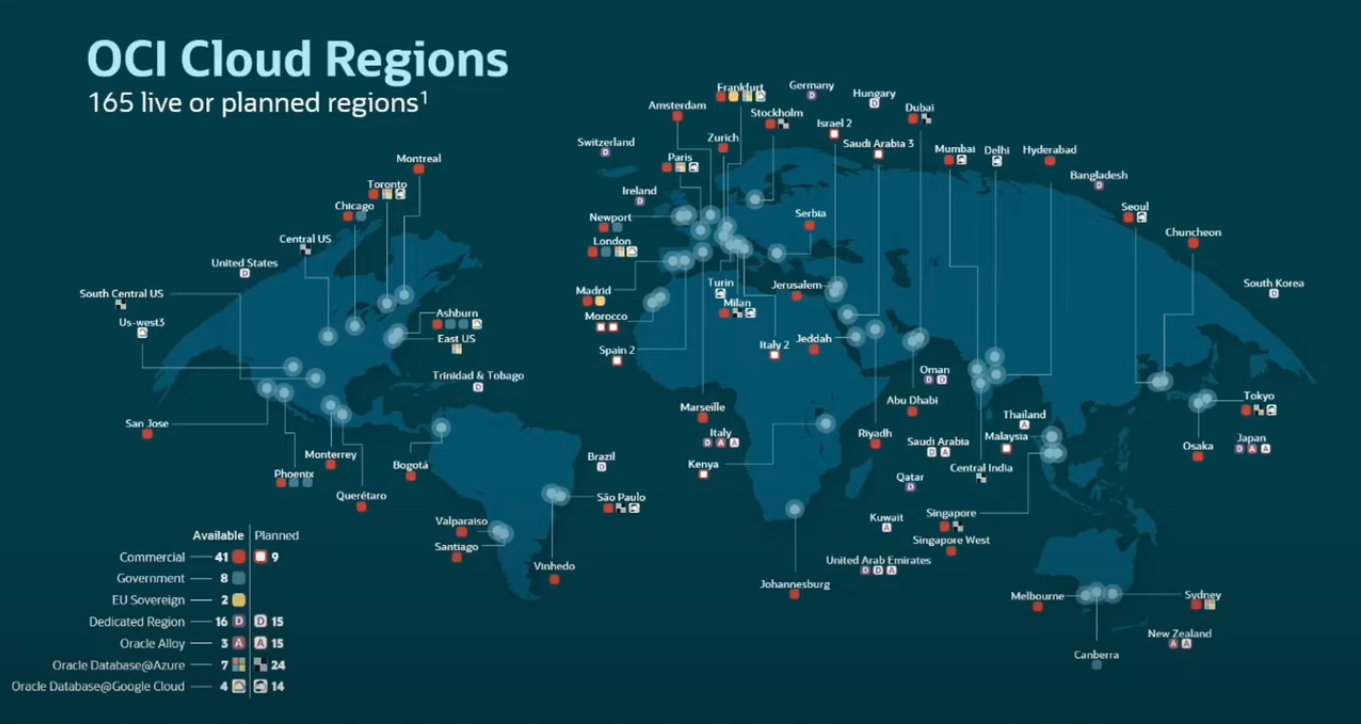 OCI Cloud Regions
165 live or planned regions¹
Frankfurt
Germany
Hungary
Amsterdam
Stockholm
Dubai
Israel 2
Switzerland
Zurich
Saudi Arabia 3
Mumbai
Delhi
Hyderabad
Montreal
Paris
Bangladesh
Toronto
Ireland
Chicago
Newport
Serbia
Seoul
Central US
London
Chuncheon
United States
South Central US
Madrid
Turin
Jerusalem
South Korea
Us-west3
Ashburn
Morocco
Milan
East US
Spain 2
Italy 2
Jeddah
Trinidad & Tobago
Oman
D D
Abu Dhabi
Tokyo
San Jose
Marseille
Thailand
Italy
D A A
Riyadh
Saudi Arabia
D A
Malaysia
Osaka
Japan
D A A
Monterrey
Bogotá
Brazil
Kenya
Central India
Phoenix
Qatar
Querétaro
São Paulo
Singapore
Kuwait
Valparaiso
Santiago
Singapore West
Vinhedo
United Arab Emirates
D D A
Johannesburg
Melbourne
Sydney
New Zealand
A A
Canberra
Available Planned
Commercial 41 9
Government 8
EU Sovereign 2
Dedicated Region 16 D D 15
Oracle Alloy 3 A A 15
Oracle Database@Azure 7 24
Oracle Database@Google Cloud 4 14